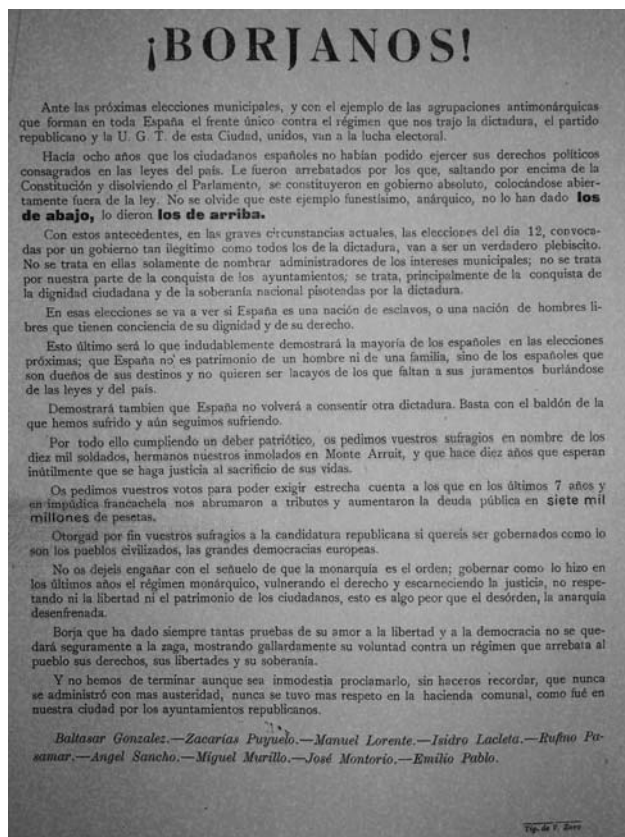 ¡BORJANOS!
Ante las próximas elecciones municipales, y con el ejemplo de las agrupaciones antimonárquicas
que forman en toda España el frente único contra el régimen que nos trajo la dictadura, el partido
republicano y la U. G. T. de esta Ciudad, unidos, van a la lucha electoral.
Hacia ocho años que los ciudadanos españoles no habían podido ejercer sus derechos políticos
consagrados en las leyes del país. Le fueron arrebatados por los que, saltando por encima de la
Constitución y disolviendo el Parlamento, se constituyeron en gobierno absoluto, colocándose abier-
tamente fuera de la ley. No se olvide que este ejemplo funestísimo, anárquico, no lo han dado los
de abajo, lo dieron los de arriba.
Con estos antecedentes, en las graves circunstancias actuales, las elecciones del día 12, convoca-
das por un gobierno tan ilegítimo como todos los de la dictadura, van a ser un verdadero plebiscito.
No se trata en ellas solamente de nombrar administradores de los intereses municipales; no se trata
por nuestra parte de la conquista de los ayuntamientos; se trata, principalmente de la conquista de
la dignidad ciudadana y de la soberanía nacional pisoteadas por la dictadura.
En esas elecciones se va a ver si España es una nación de esclavos, o una nación de hombres li-
bres que tienen conciencia de su dignidad y de su derecho.
Esto último será lo que indudablemente demostrará la mayoría de los españoles en las elecciones
próximas; que España no es patrimonio de un hombre ni de una familia, sino de los españoles que
son dueños de sus destinos y no quieren ser lacayos de los que faltan a sus juramentos burlándose
de las leyes y del país.
Demostrará tambien que España no volverá a consentir otra dictadura. Basta con el baldón de la
que hemos sufrido y aún seguimos sufriendo.
Por todo ello cumpliendo un deber patriótico, os pedimos vuestros sufragios en nombre de los
diez mil soldados, hermanos nuestros inmolados en Monte Arruit, y que hace diez años que esperan
inútilmente que se haga justicia al sacrificio de sus vidas.
Os pedimos vuestros votos para poder exigir estrecha cuenta a los que en los últimos 7 años y
en impúdica francachela nos abrumaron a tributos y aumentaron la deuda pública en siete mil
millones de pesetas.
Otorgad por fin vuestros sufragios a la candidatura republicana si quereis ser gobernados como lo
son los pueblos civilizados, las grandes democracias europeas.
No os dejeis engañar con el señuelo de que la monarquía es el orden; gobernar como lo hizo en
los últimos años el régimen monárquico, vulnerando el derecho y escarneciendo la justicia, no respe-
tando ni la libertad ni el patrimonio de los ciudadanos, esto es algo peor que el desórden, la anarquía
desenfrenada.
Borja que ha dado siempre tantas pruebas de su amor a la libertad y a la democracia no se que-
dará seguramente a la zaga, mostrando gallardamente su voluntad contra un régimen que arrebata al
pueblo sus derechos, sus libertades y su soberanía.
Y no hemos de terminar aunque sea inmodestia proclamarlo, sin haceros recordar, que nunca
se administró con mas austeridad, nunca se tuvo mas respeto en la hacienda comunal, como fué en
nuestra ciudad por los ayuntamientos republicanos.
Baltasar Gonzalez.—Zacarías Puyuelo.—Manuel Lorente.—Isidro Lacleta.—Rufino Pa-
samar.—Angel Sancho.—Miguel Murillo.—José Montorio.—Emilio Pablo.
Tip. de V.